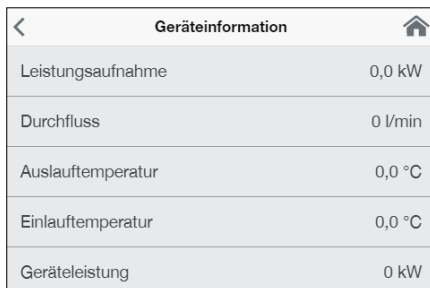 Geräteinformation
Leistungsaufnahme 0,0 kW
Durchfluss 0 l/min
Auslauftemperatur 0,0 °C
Einlauftemperatur 0,0 °C
Geräteleistung 0 kW